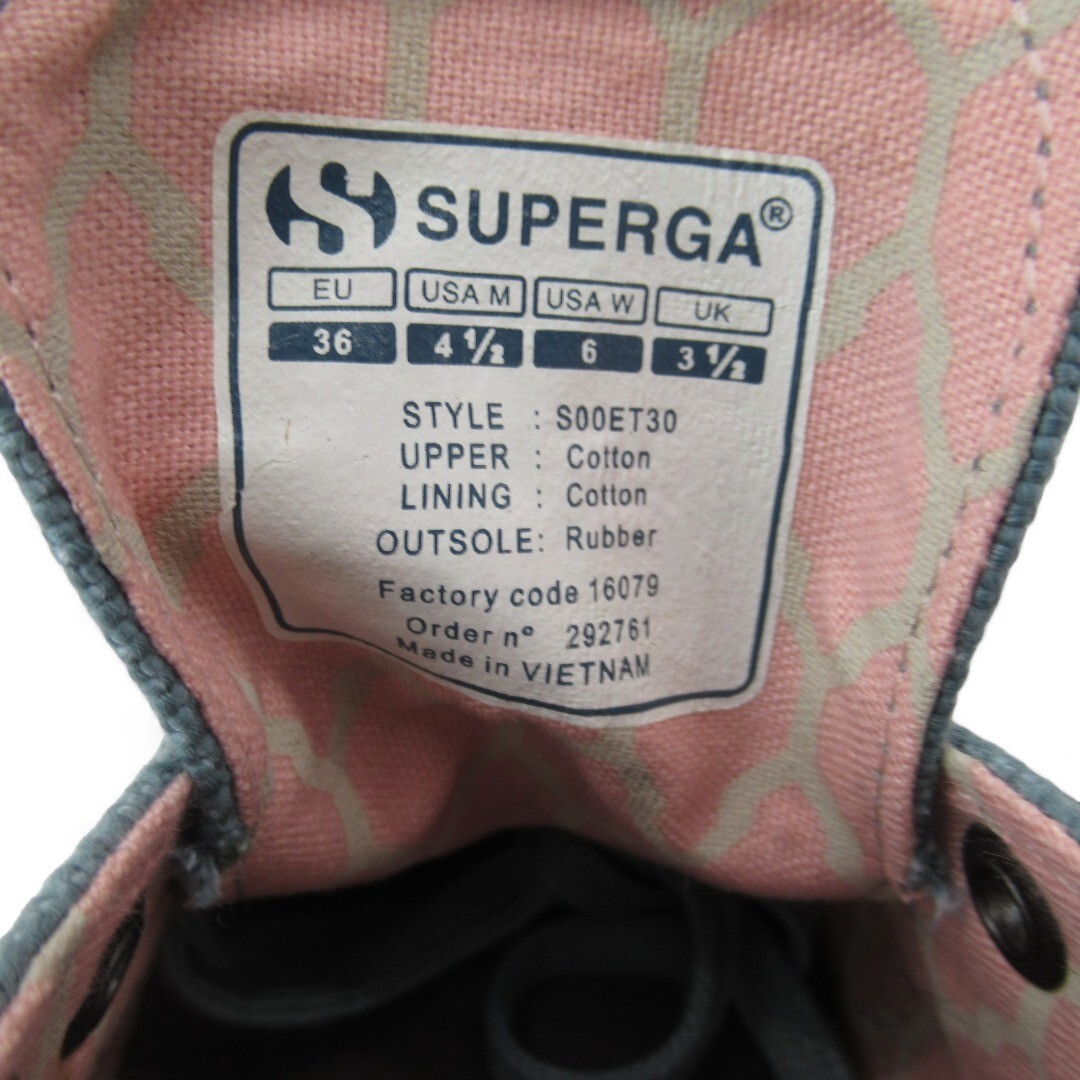 SUPERGA®
EU USA M USA W UK
36 4 ½ 6 3 ½
STYLE : S00ET30
UPPER : Cotton
LINING : Cotton
OUTSOLE: Rubber
Factory code 16079
Order nº 292761
Made in VIETNAM